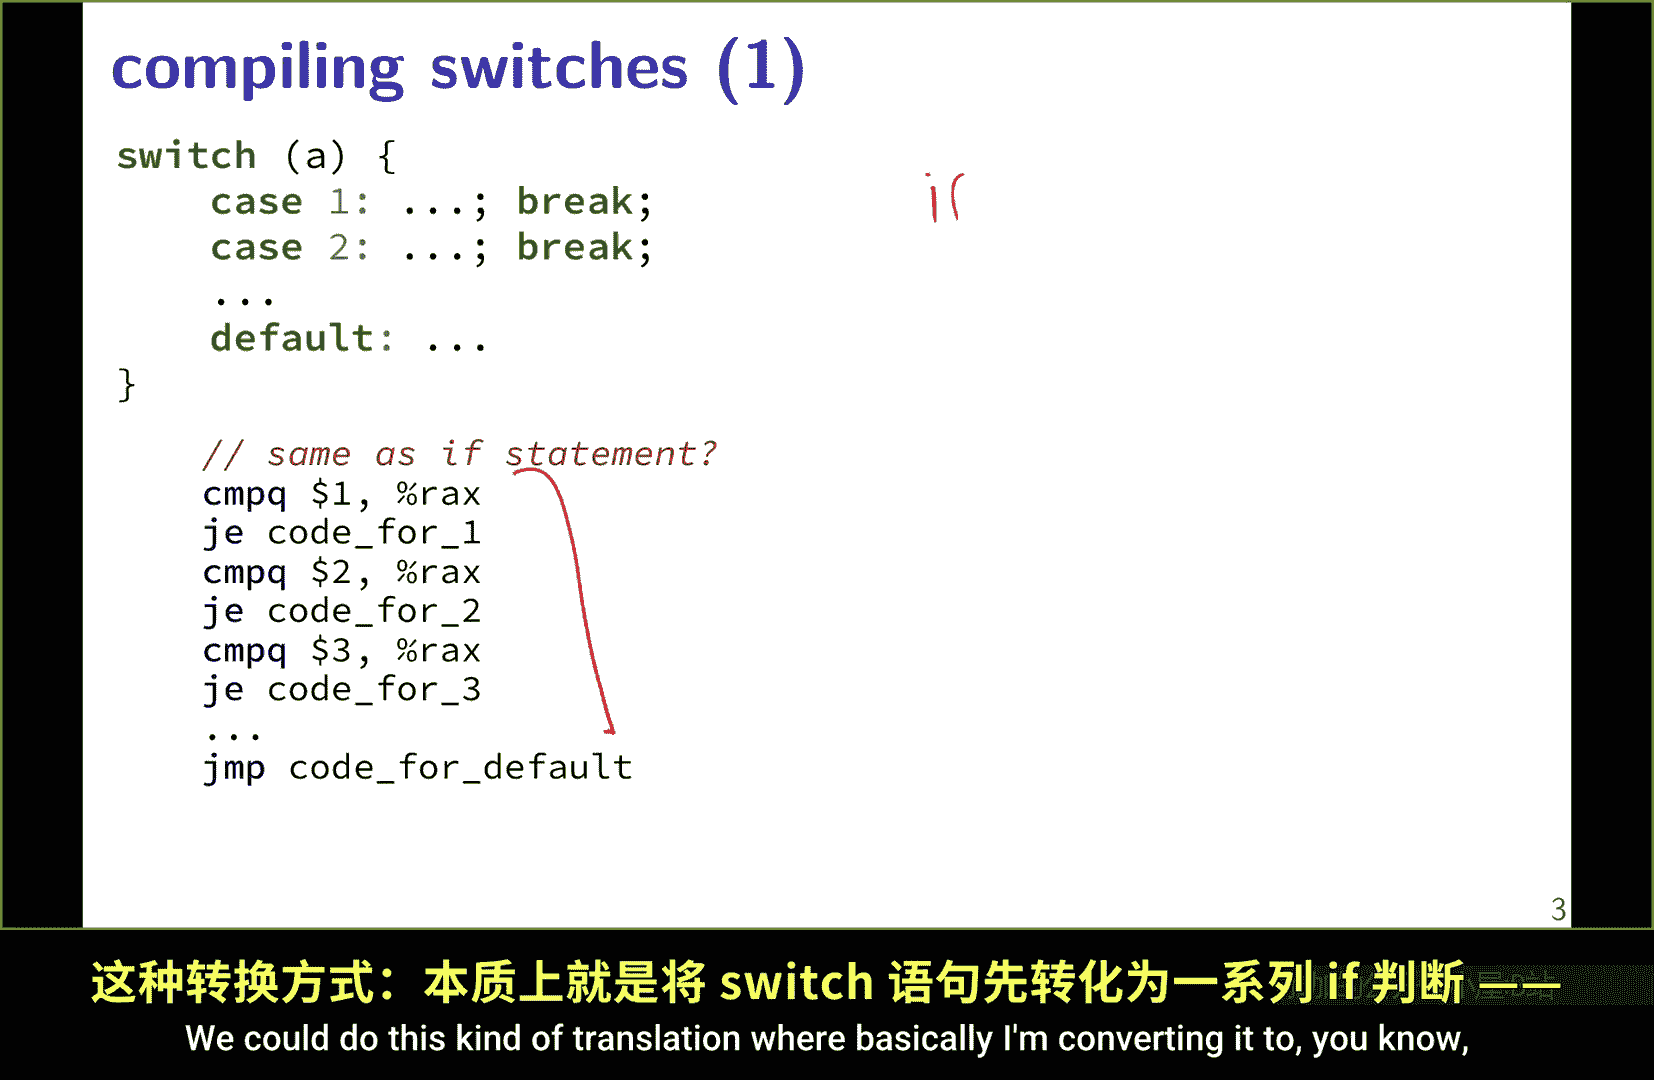 compiling switches (1)
switch (a) {
    case 1: ...; break;
    case 2: ...; break;
    ...
    default: ...
}
// same as if statement?
cmpq $1, %rax
je code_for_1
cmpq $2, %rax
je code_for_2
cmpq $3, %rax
je code_for_3
...
jmp code_for_default
3
这种转换方式：本质上就是将 switch 语句先转化为一系列 if 判断 ——
We could do this kind of translation where basically I'm converting it to, you know,